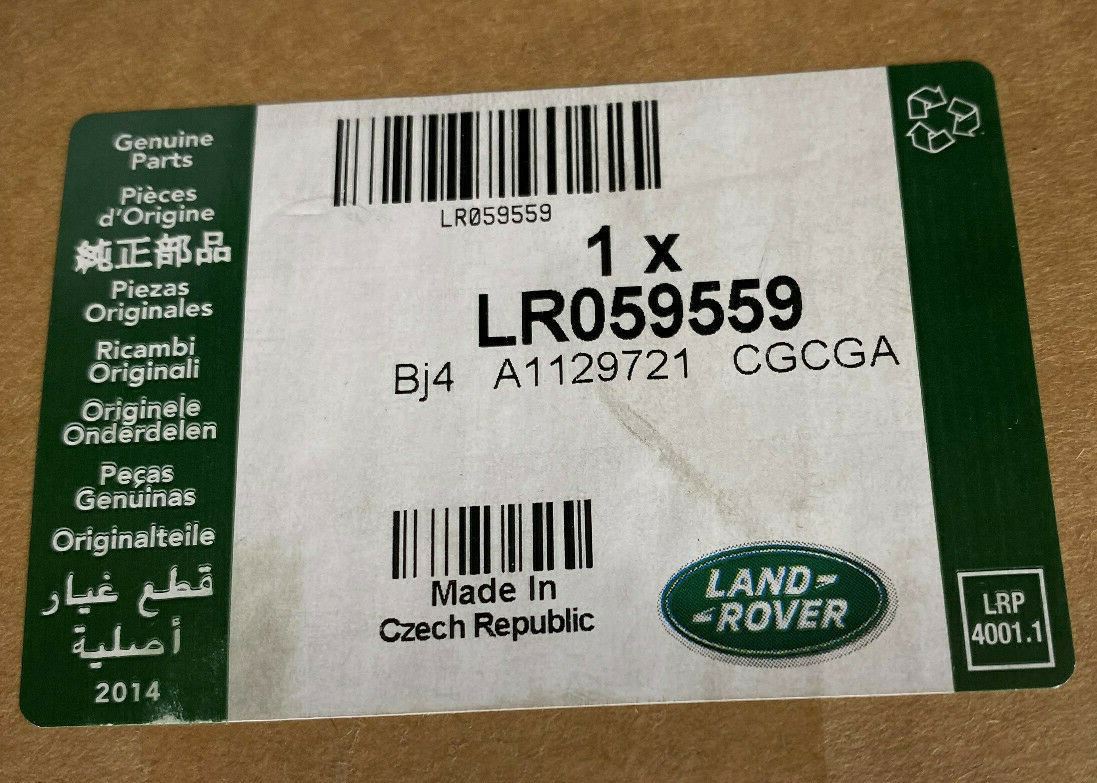 Genuine
Parts
Pièces
d'Origine
純正部品
Piezas
Originales
Ricambi
Originali
Originele
Onderdelen
Peças
Genuínas
Originalteile
قطع غيار
أصلية
2014
LR059559
1 x
LR059559
Bj4 A1129721 CGCGA
Made In
Czech Republic
LAND-
-ROVER
LRP
4001.1